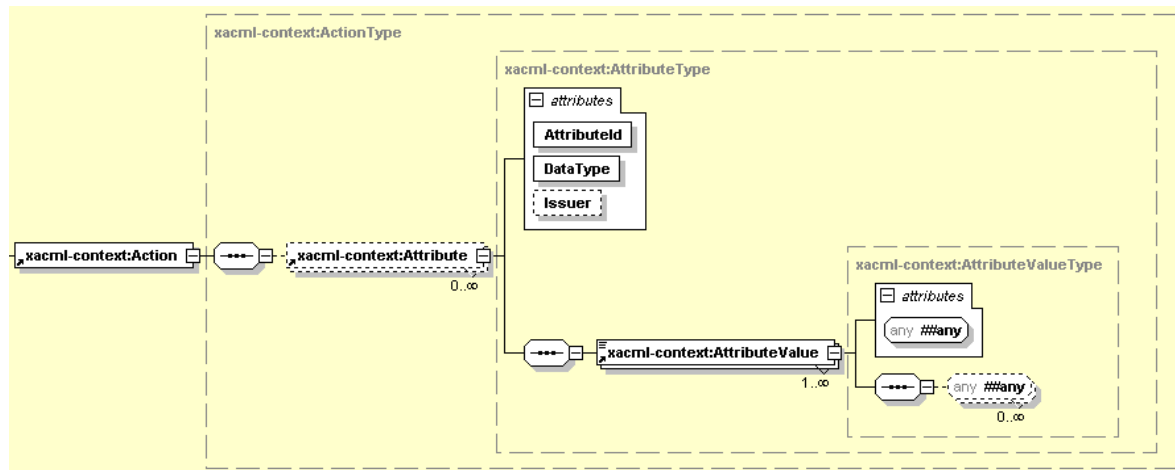 xacml-context:ActionType
xacml-context:AttributeType
attributes
AttributeId
DataType
Issuer
xacml-context:Action
xacml-context:Attribute
0..∞
xacml-context:AttributeValueType
attributes
any ##any
xacml-context:AttributeValue
1..∞
any ##any
0..∞